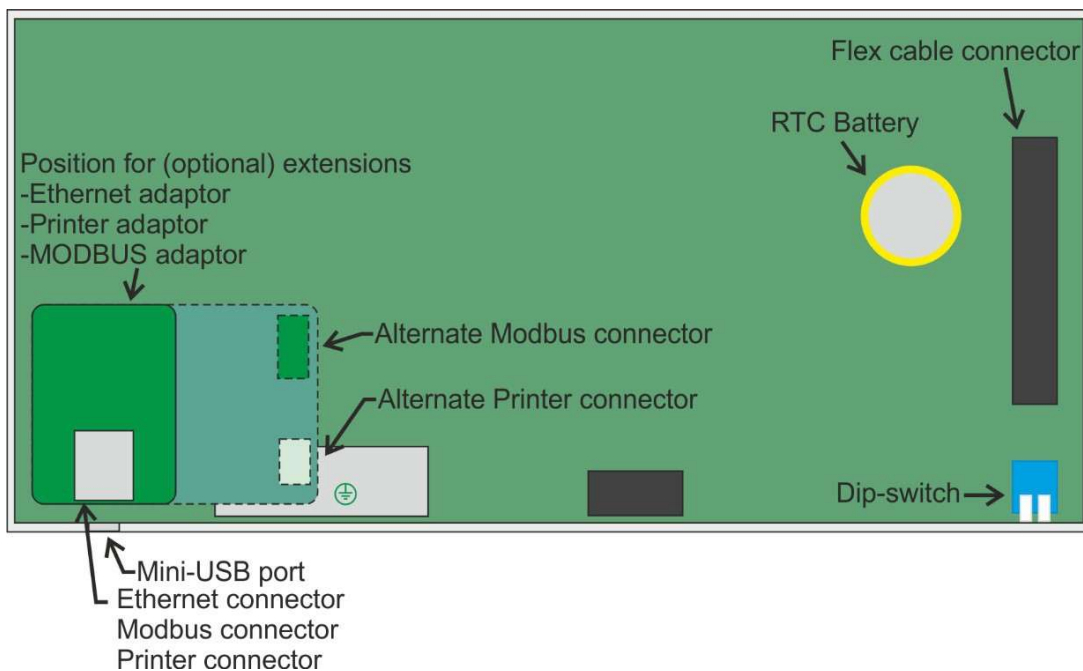 Flex cable connector
RTC Battery
Position for (optional) extensions
-Ethernet adaptor
-Printer adaptor
-MODBUS adaptor
Alternate Modbus connector
Alternate Printer connector
Dip-switch
Mini-USB port
Ethernet connector
Modbus connector
Printer connector